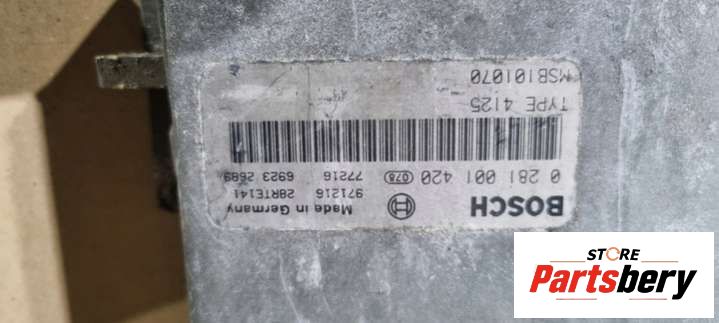 BOSCH
Made in Germany
971216 28RTE141
0 281 001 420 078 77216 6923 2689
TYPE 4125
MSB101070
STORE
Partsbery